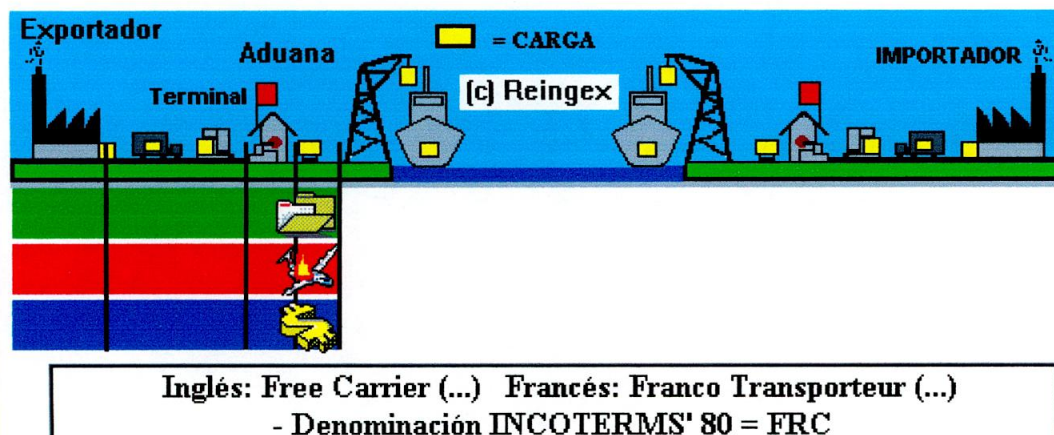 Exportador
Aduana
= CARGA
IMPORTADOR
Terminal
(c) Reingex
Inglés: Free Carrier (...) Francés: Franco Transporteur (...)
- Denominación INCOTERMS' 80 = FRC